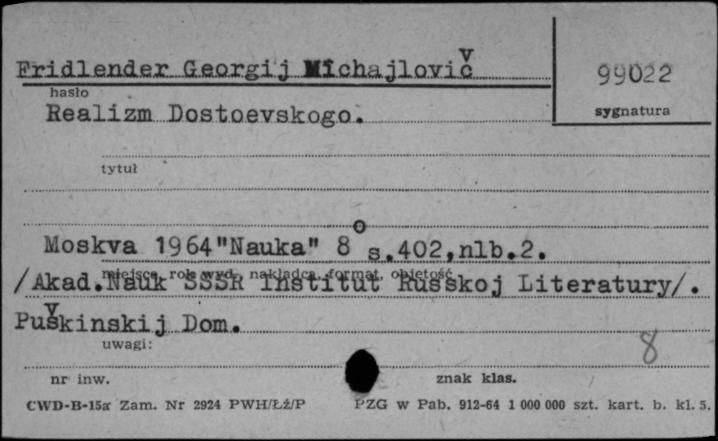 Fridlender Georgij Michajlovič
99022
hasło
sygnatura
Realizm Dostoevskogo.
tytuł
Moskva 1964 "Nauka" 8° s.402,nlb.2.
miejsce, rok wyd., nakładca, format, objętość
/Akad.Nauk SSSR Institut Russkoj Literatury/.
Puškinskij Dom.
uwagi:
8
nr inw.
znak klas.
CWD-B-15a Zam. Nr 2924 PWH/Łź/P PZG w Pab. 912-64 1 000 000 szt. kart. b. kl. 5.